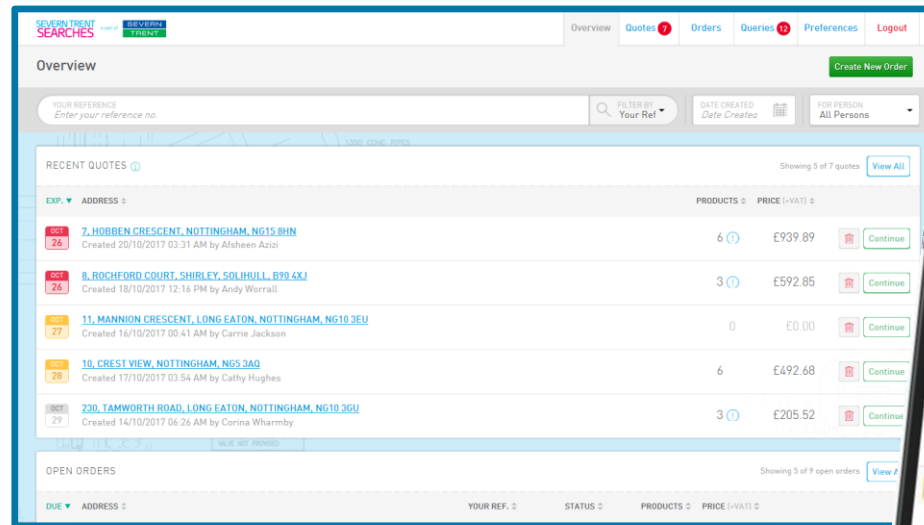 SEVERN TRENT SEARCHES a part of SEVERN TRENT
Overview Quotes 7 Orders Queries 12 Preferences Logout
Overview Create New Order
YOUR REFERENCE FILTER BY DATE CREATED FOR PERSON
Enter your reference no. Your Ref Date Created All Persons
1300 CONC PIPES
RECENT QUOTES Showing 5 of 7 quotes View All
EXP. ADDRESS PRODUCTS PRICE (+VAT)
OCT 26 7, HOBBEN CRESCENT, NOTTINGHAM, NG15 8HN 6 £939.89 Continue
Created 20/10/2017 03:31 AM by Afsheen Azizi
OCT 26 8, ROCHFORD COURT, SHIRLEY, SOLIHULL, B90 4XJ 3 £592.85 Continue
Created 18/10/2017 12:16 PM by Andy Worrall
OCT 27 11, MANNION CRESCENT, LONG EATON, NOTTINGHAM, NG10 3EU 0 £0.00 Continue
Created 16/10/2017 00:41 AM by Carrie Jackson
OCT 28 10, CREST VIEW, NOTTINGHAM, NG5 3AQ 6 £492.68 Continue
Created 17/10/2017 03:54 AM by Cathy Hughes
OCT 29 230, TAMWORTH ROAD, LONG EATON, NOTTINGHAM, NG10 3GU 3 £205.52 Continue
Created 14/10/2017 06:26 AM by Corina Wharmby
VALUE NOT PROVIDED
OPEN ORDERS Showing 5 of 9 open orders View
DUE ADDRESS YOUR REF. STATUS PRODUCTS PRICE (+VAT)